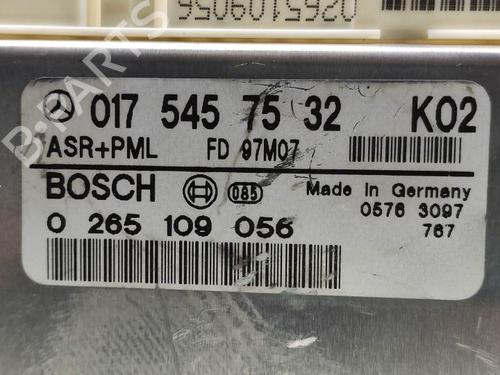 0265109056
017 545 75 32 K02
ASR+PML FD 97M07
BOSCH 085 Made in Germany
0 265 109 056 0576 3097
767
B-PARTS